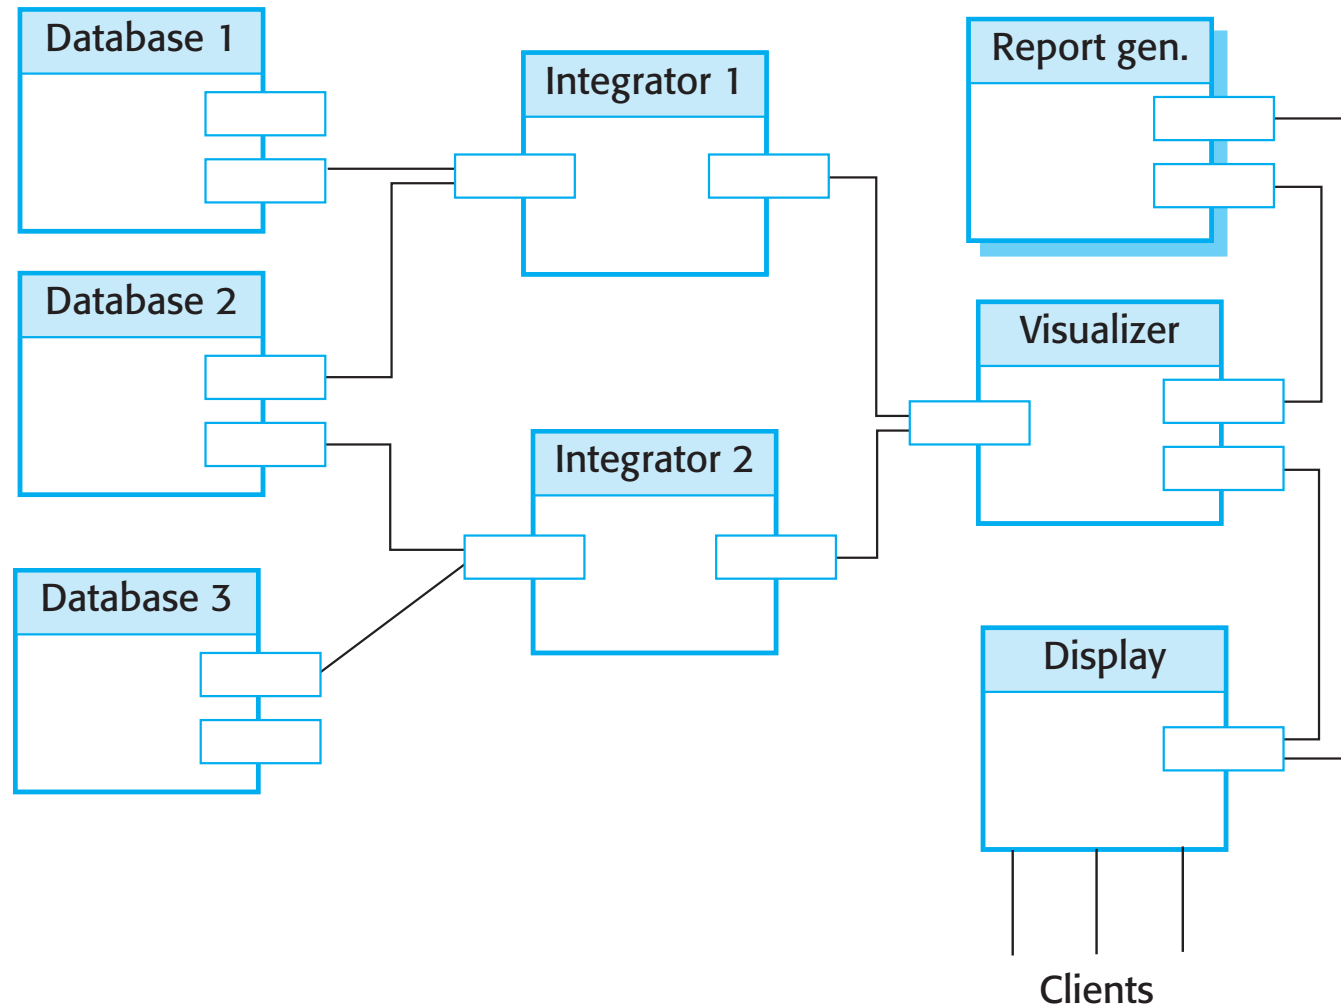 Database 1
Integrator 1
Report gen.
Database 2
Visualizer
Integrator 2
Database 3
Display
Clients